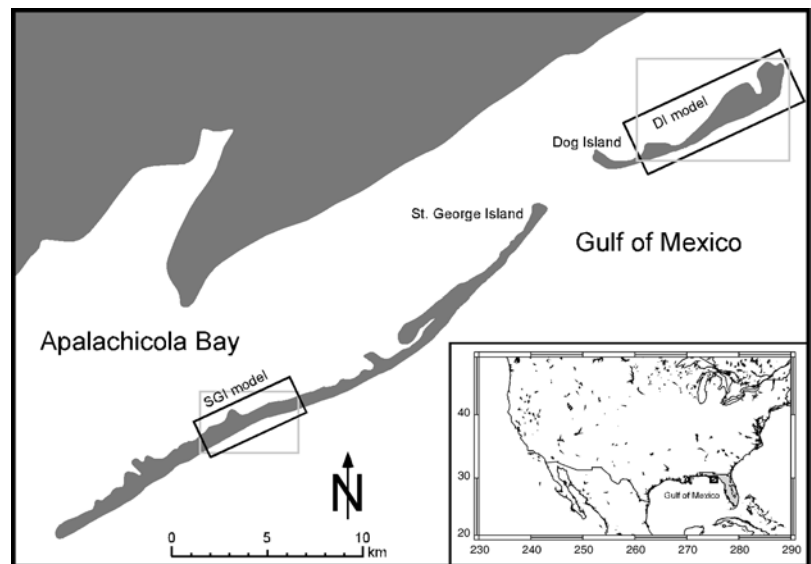 DI model
Dog Island
St. George Island
Gulf of Mexico
Apalachicola Bay
SGI model
N
0 5 10
km
40
30
20
Gulf of Mexico
230 240 250 260 270 280 290